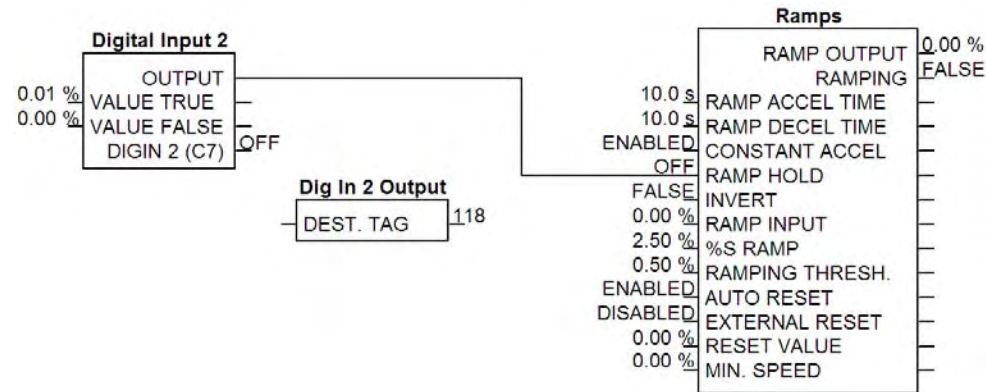 Digital Input 2
OUTPUT
0.01 % VALUE TRUE
0.00 % VALUE FALSE
DIGIN 2 (C7) OFF
Dig In 2 Output
DEST. TAG 118
Ramps
RAMP OUTPUT 0.00 %
RAMPING FALSE
10.0 s RAMP ACCEL TIME
10.0 s RAMP DECEL TIME
ENABLED CONSTANT ACCEL
OFF RAMP HOLD
FALSE INVERT
0.00 % RAMP INPUT
2.50 % %S RAMP
0.50 % RAMPING THRESH.
ENABLED AUTO RESET
DISABLED EXTERNAL RESET
0.00 % RESET VALUE
0.00 % MIN. SPEED